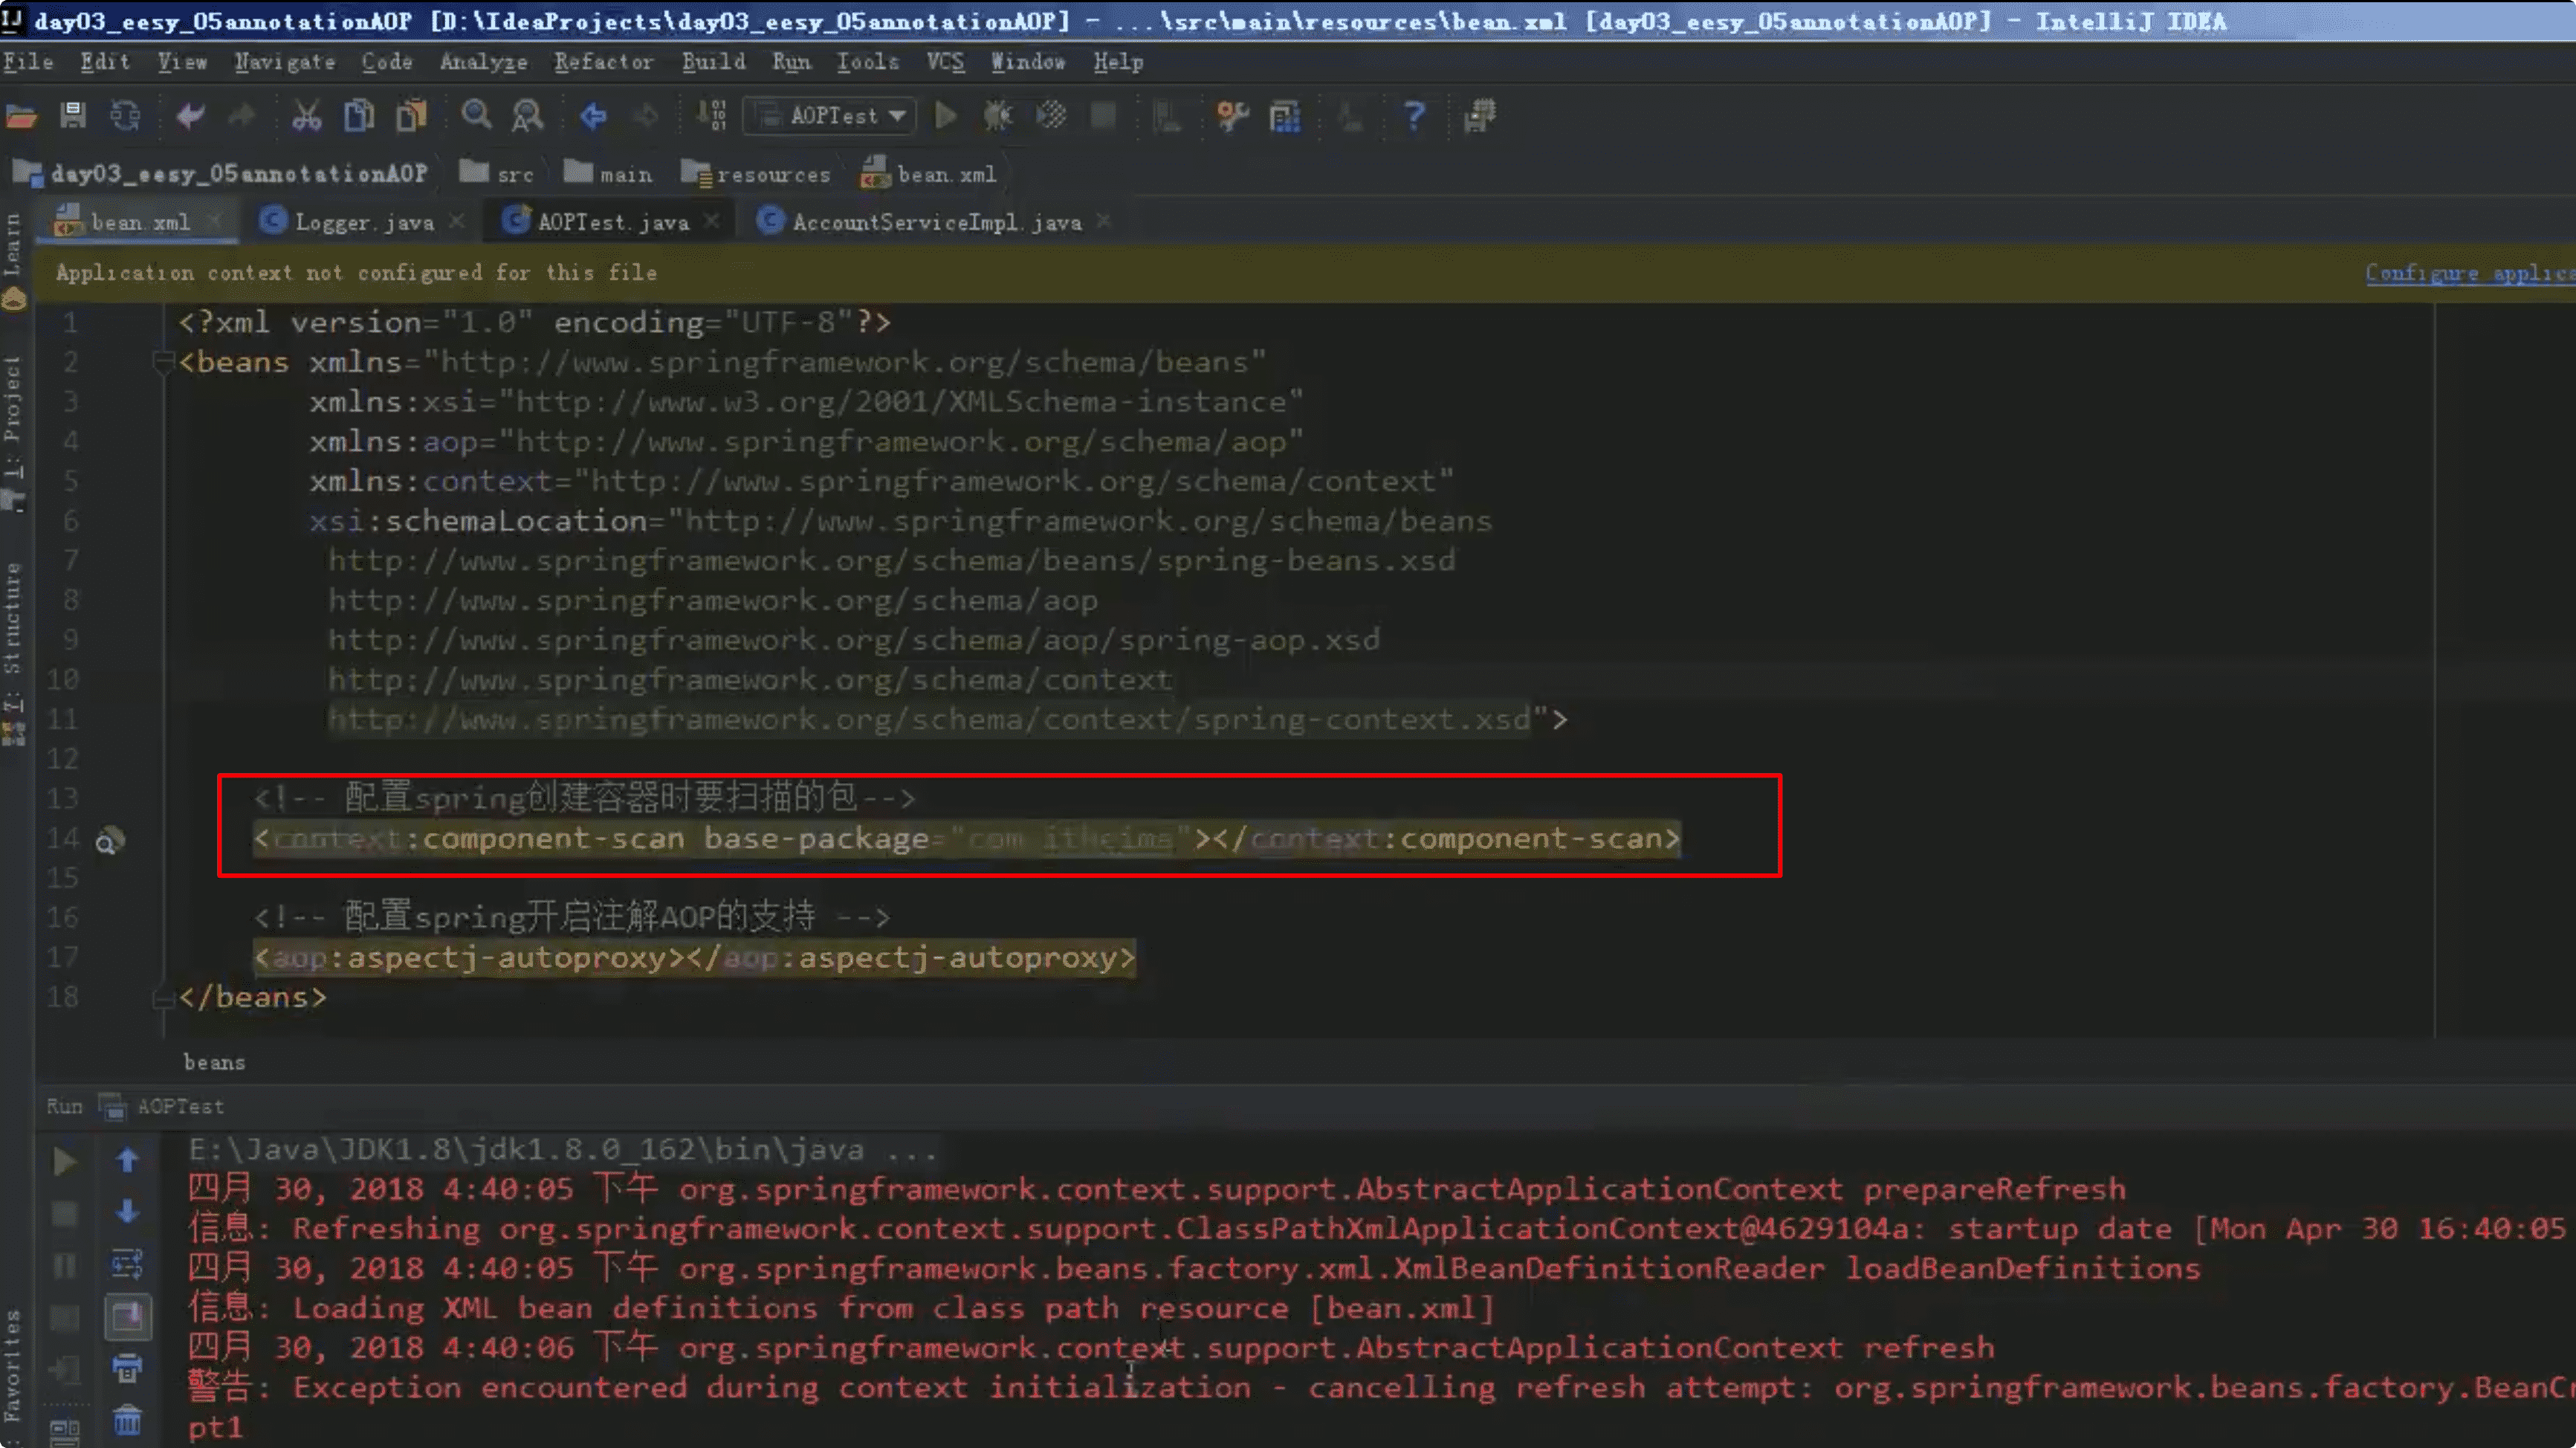 day03_eesy_05annotationAOP [D:\IdeaProjects\day03_eesy_05annotationAOP] - ...\src\main\resources\bean.xml [day03_eesy_05annotationAOP] - IntelliJ IDEA
File Edit View Navigate Code Analyze Refactor Build Run Tools VCS Window Help
AOPTest
day03_eesy_05annotationAOP src main resources bean.xml
bean.xml Logger.java AOPTest.java AccountServiceImpl.java
Application context not configured for this file Configure applica
Learn
1: Project
7: Structure
Favorites
1 <?xml version="1.0" encoding="UTF-8"?>
2 <beans xmlns="http://www.springframework.org/schema/beans"
3 xmlns:xsi="http://www.w3.org/2001/XMLSchema-instance"
4 xmlns:aop="http://www.springframework.org/schema/aop"
5 xmlns:context="http://www.springframework.org/schema/context"
6 xsi:schemaLocation="http://www.springframework.org/schema/beans
7 http://www.springframework.org/schema/beans/spring-beans.xsd
8 http://www.springframework.org/schema/aop
9 http://www.springframework.org/schema/aop/spring-aop.xsd
10 http://www.springframework.org/schema/context
11 http://www.springframework.org/schema/context/spring-context.xsd">
12
13 <!-- 配置spring创建容器时要扫描的包-->
14 <context:component-scan base-package="com.itheima"></context:component-scan>
15
16 <!-- 配置spring开启注解AOP的支持 -->
17 <aop:aspectj-autoproxy></aop:aspectj-autoproxy>
18 </beans>
beans
Run AOPTest
E:\Java\JDK1.8\jdk1.8.0_162\bin\java ...
四月 30, 2018 4:40:05 下午 org.springframework.context.support.AbstractApplicationContext prepareRefresh
信息: Refreshing org.springframework.context.support.ClassPathXmlApplicationContext@4629104a: startup date [Mon Apr 30 16:40:05
四月 30, 2018 4:40:05 下午 org.springframework.beans.factory.xml.XmlBeanDefinitionReader loadBeanDefinitions
信息: Loading XML bean definitions from class path resource [bean.xml]
四月 30, 2018 4:40:06 下午 org.springframework.context.support.AbstractApplicationContext refresh
警告: Exception encountered during context initialization - cancelling refresh attempt: org.springframework.beans.factory.BeanCr
pt1